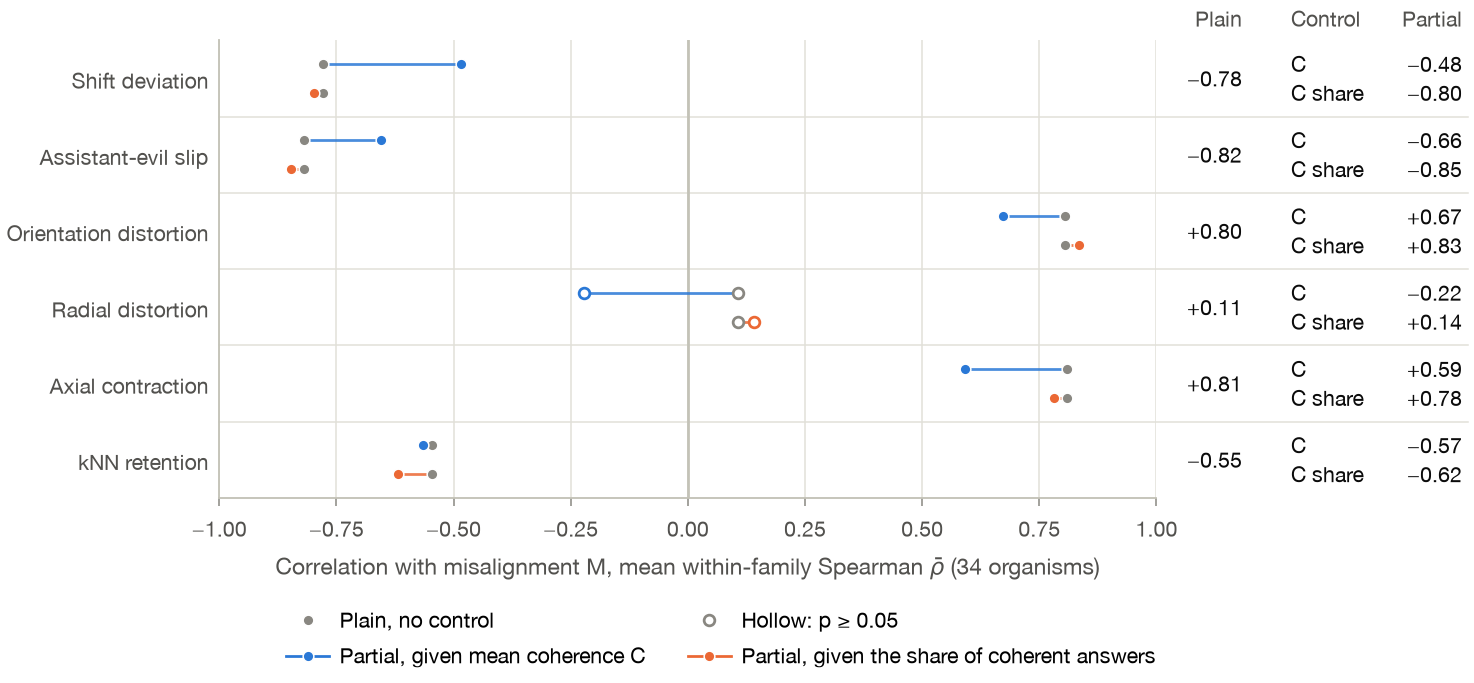 Plain Control Partial
Shift deviation −0.78 C −0.48
C share −0.80
Assistant-evil slip −0.82 C −0.66
C share −0.85
Orientation distortion +0.80 C +0.67
C share +0.83
Radial distortion +0.11 C −0.22
C share +0.14
Axial contraction +0.81 C +0.59
C share +0.78
kNN retention −0.55 C −0.57
C share −0.62
−1.00 −0.75 −0.50 −0.25 0.00 0.25 0.50 0.75 1.00
Correlation with misalignment M, mean within-family Spearman ρ̄ (34 organisms)
Plain, no control Hollow: p ≥ 0.05
Partial, given mean coherence C Partial, given the share of coherent answers